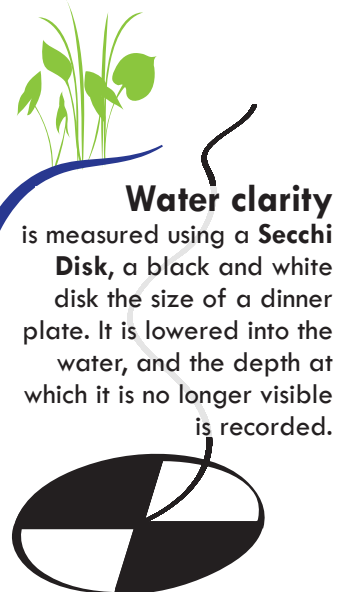 Water clarity
is measured using a Secchi
Disk, a black and white
disk the size of a dinner
plate. It is lowered into the
water, and the depth at
which it is no longer visible
is recorded.